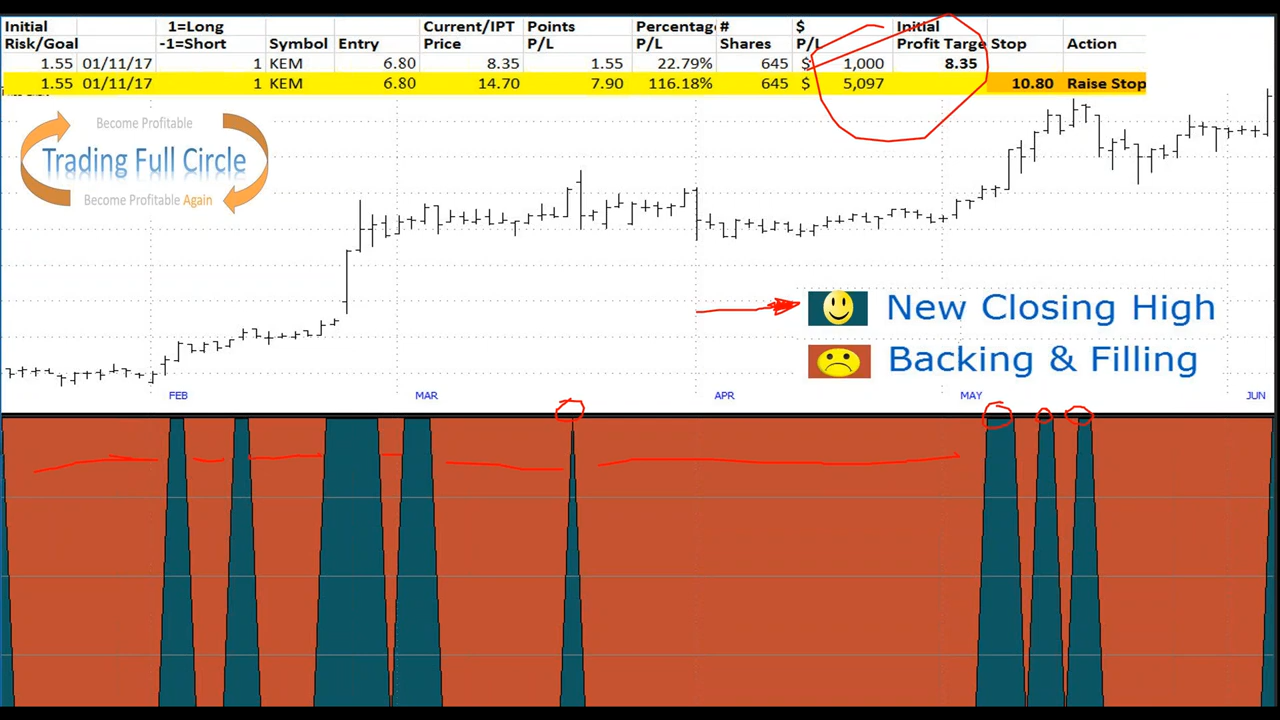 Initial 1=Long Current/IPT Points Percentag # $ Initial
Risk/Goal -1=Short Symbol Entry Price P/L P/L Shares P/L Profit Targe Stop Action
1.55 01/11/17 1 KEM 6.80 8.35 1.55 22.79% 645 $ 1,000 8.35
1.55 01/11/17 1 KEM 6.80 14.70 7.90 116.18% 645 $ 5,097 10.80 Raise Stop
Become Profitable
Trading Full Circle
Become Profitable Again
New Closing High
Backing & Filling
FEB MAR APR MAY JUN